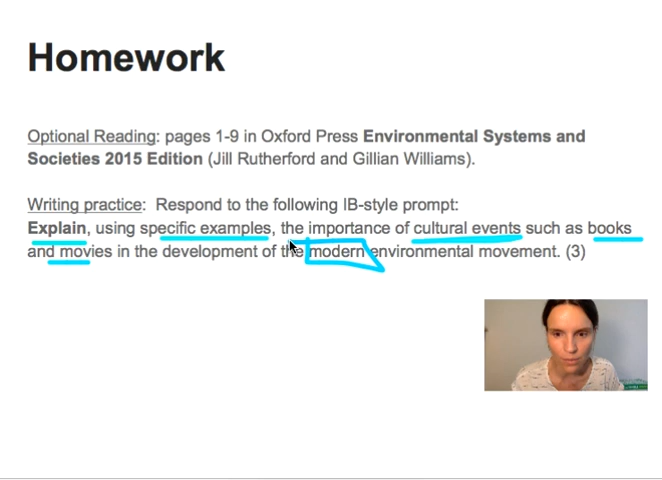 Homework
Optional Reading: pages 1-9 in Oxford Press Environmental Systems and
Societies 2015 Edition (Jill Rutherford and Gillian Williams).
Writing practice: Respond to the following IB-style prompt:
Explain, using specific examples, the importance of cultural events such as books
and movies in the development of the modern environmental movement. (3)